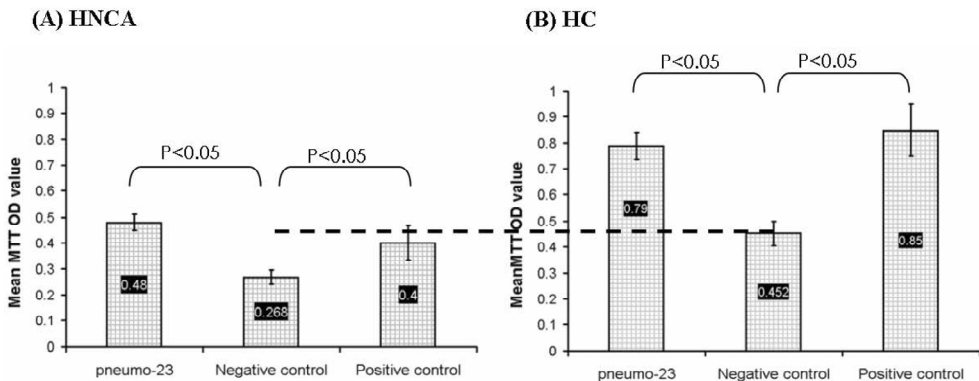 (A) HNCA
P<0.05
P<0.05
Mean MTT OD value
1
0.9
0.8
0.7
0.6
0.5
0.4
0.3
0.2
0.1
0
0.48
0.268
0.4
pneumo-23
Negative control
Positive control
(B) HC
P<0.05
P<0.05
MeanMTT OD value
1
0.9
0.8
0.7
0.6
0.5
0.4
0.3
0.2
0.1
0
0.79
0.452
0.85
pneumo-23
Negative control
Positive control